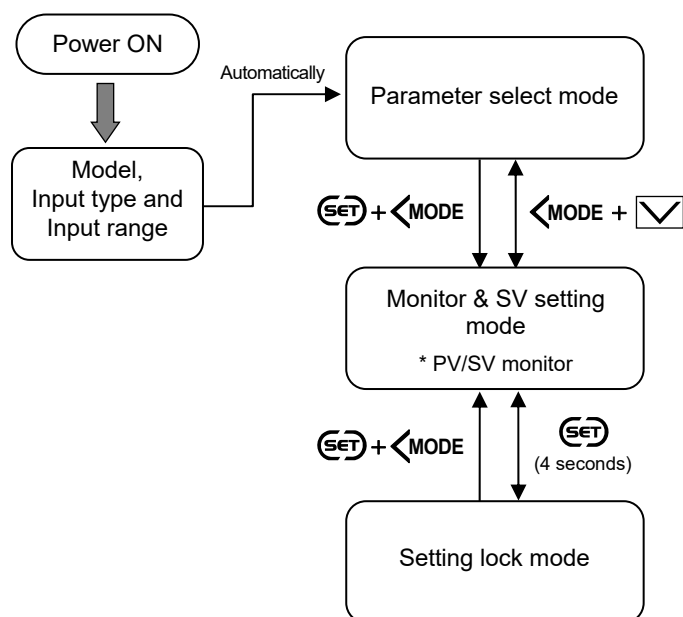 Power ON
Automatically
Parameter select mode
Model,
Input type and
Input range
SET + <MODE
<MODE +
Monitor & SV setting
mode
* PV/SV monitor
SET + <MODE
SET
(4 seconds)
Setting lock mode